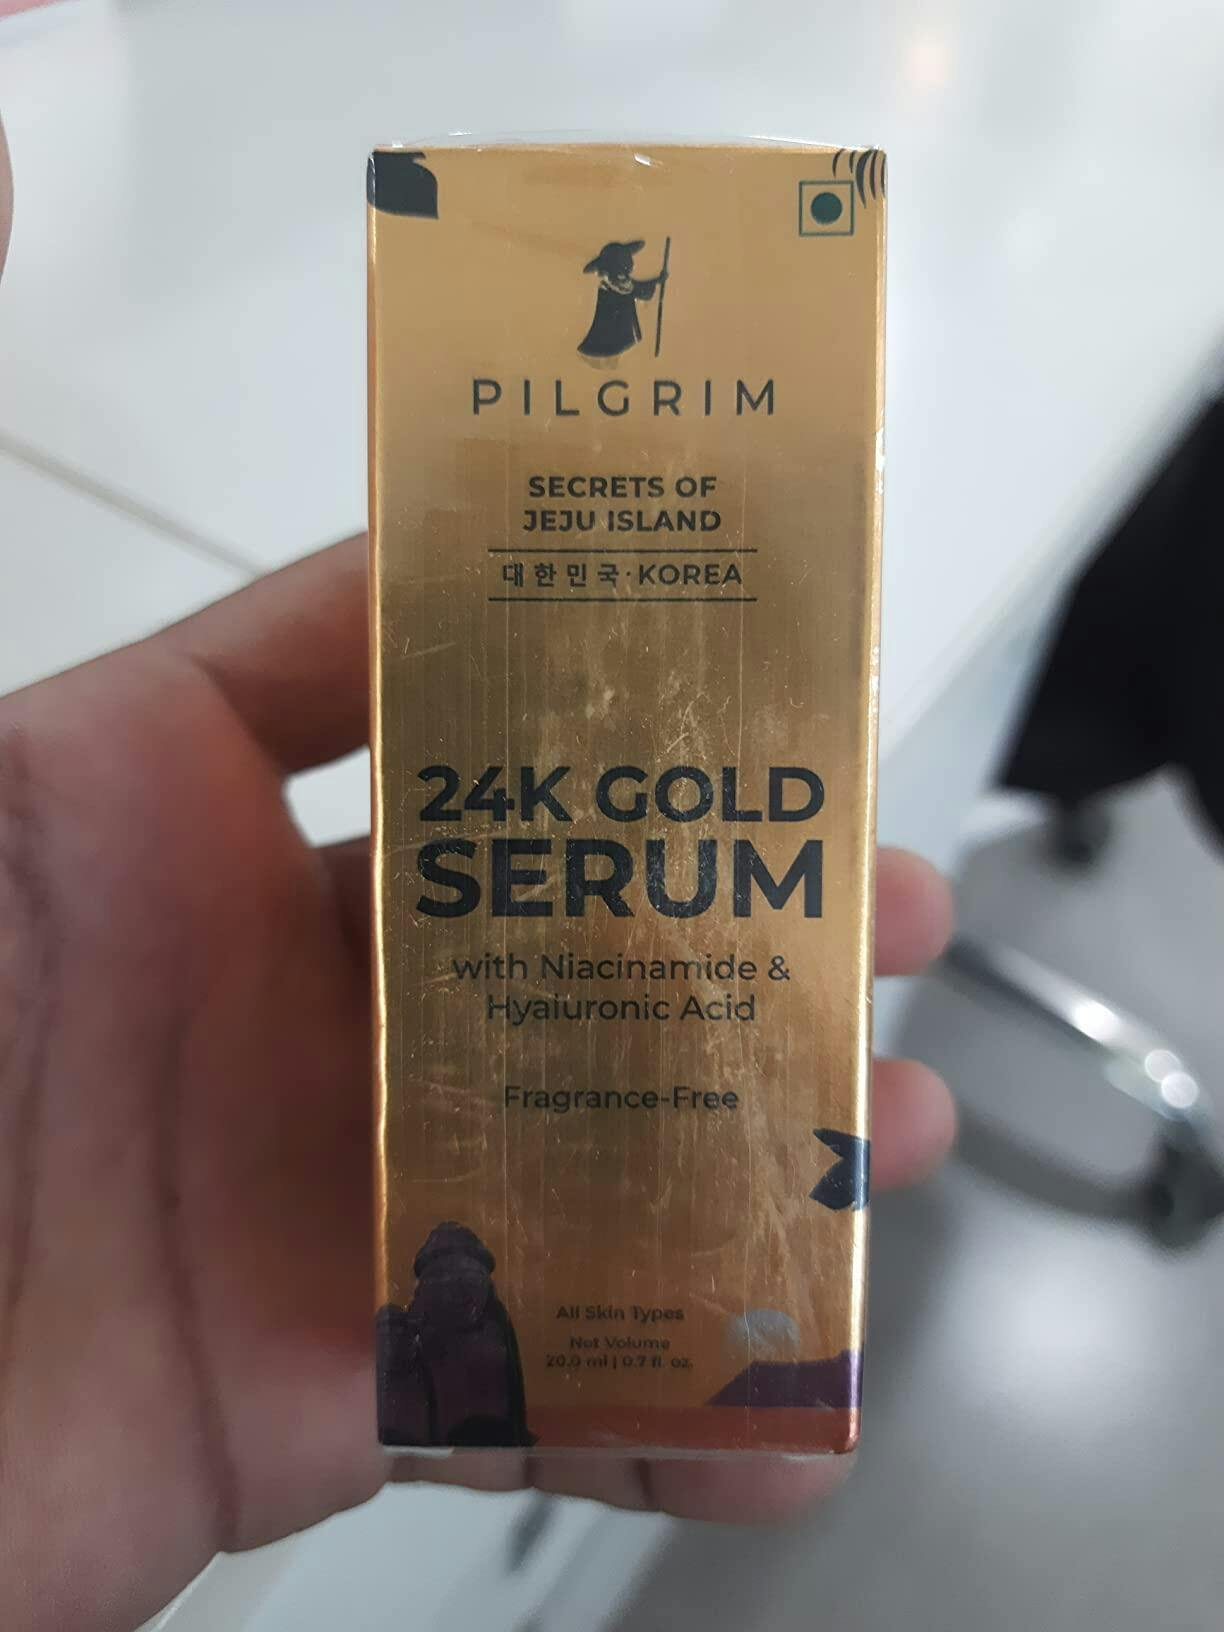 PILGRIM
SECRETS OF
JEJU ISLAND
대한민국·KOREA
24K GOLD
SERUM
with Niacinamide &
Hyaluronic Acid
Fragrance-Free
All Skin Types
Net Volume
20.0 ml | 0.7 fl. oz.